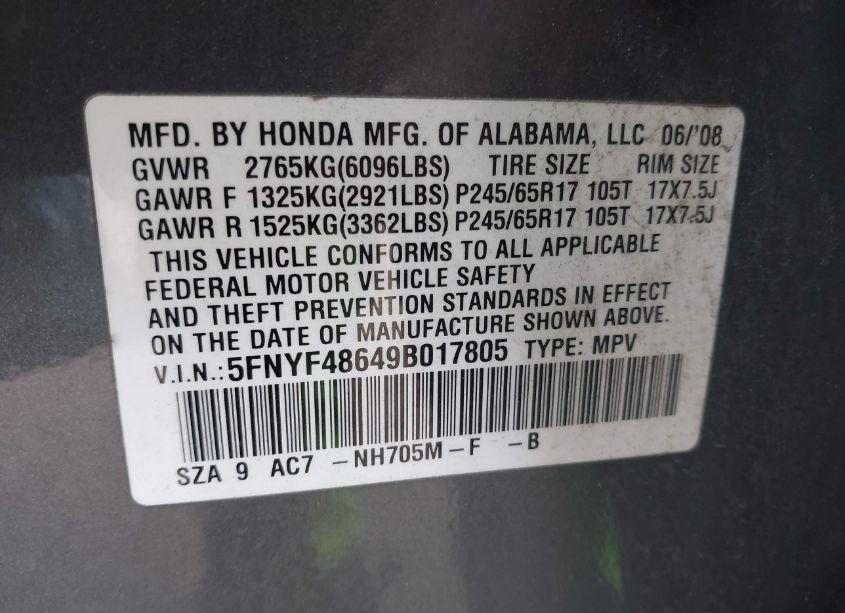 MFD. BY HONDA MFG. OF ALABAMA, LLC 06/'08
GVWR 2765KG(6096LBS) TIRE SIZE RIM SIZE
GAWR F 1325KG(2921LBS) P245/65R17 105T 17X7.5J
GAWR R 1525KG(3362LBS) P245/65R17 105T 17X7.5J
THIS VEHICLE CONFORMS TO ALL APPLICABLE
FEDERAL MOTOR VEHICLE SAFETY
AND THEFT PREVENTION STANDARDS IN EFFECT
ON THE DATE OF MANUFACTURE SHOWN ABOVE.
V.I.N.: 5FNYF48649B017805 TYPE: MPV
SZA 9 AC7 -NH705M-F -B